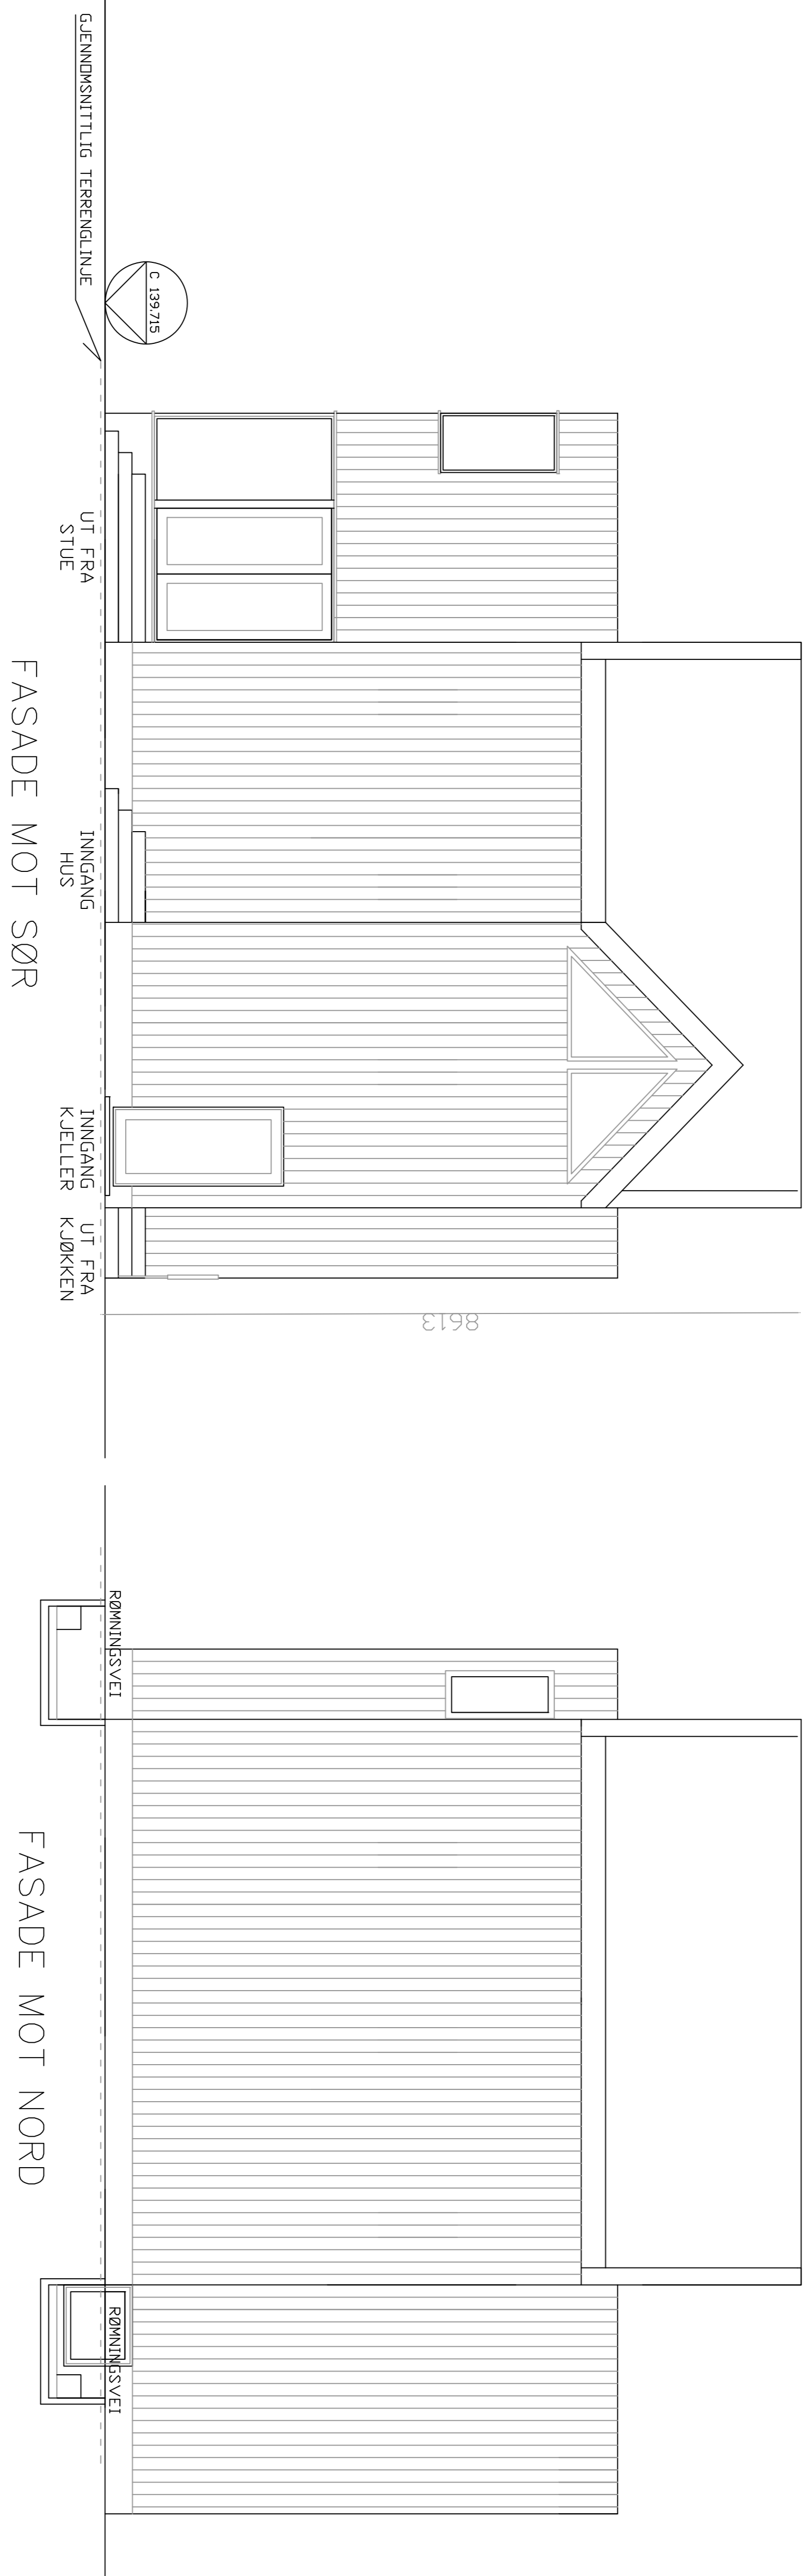 GJENNOMSNITTLIG TERRENGLINJE
C 139.715
UT FRA
STUE
INNGANG
HUS
INNGANG
KJELLER
UT FRA
KJØKKEN
8613
FASADE MOT SØR
RØMNINGSVEI
RØMNINGSVEI
FASADE MOT NORD